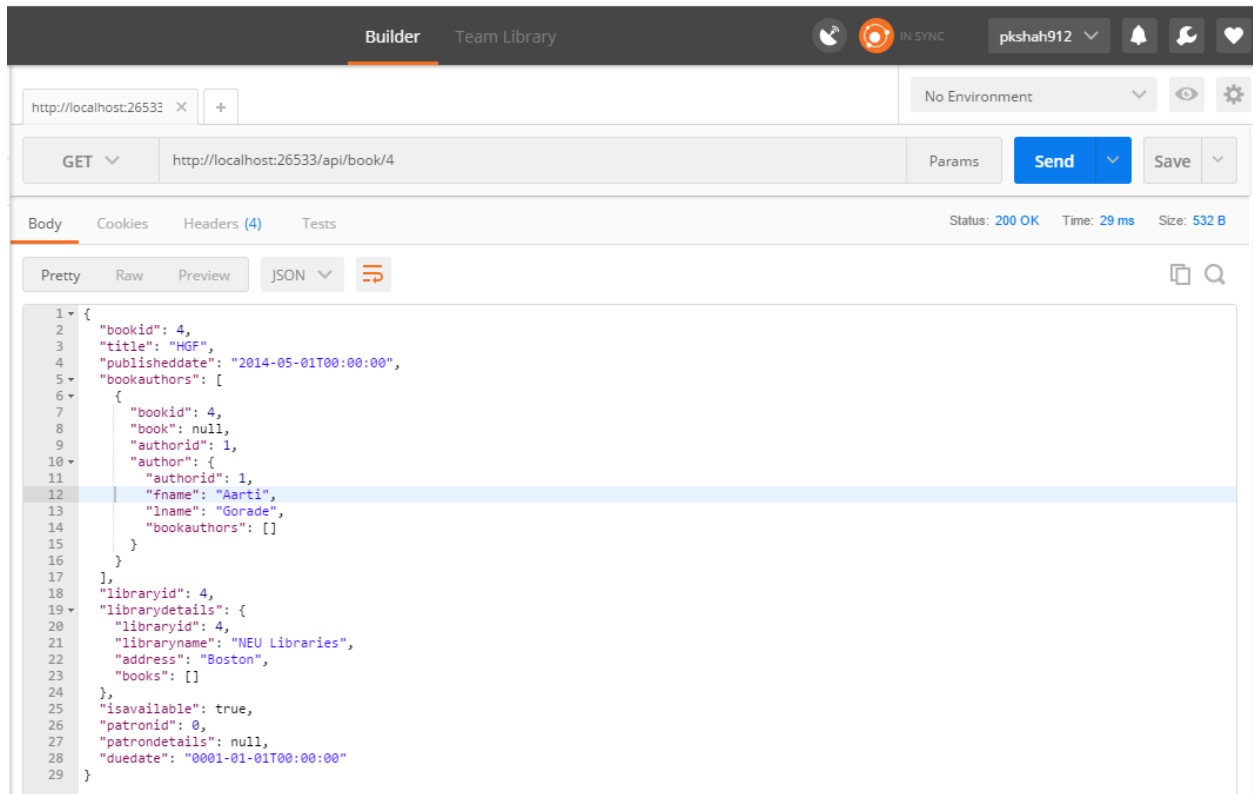 Builder Team Library IN SYNC pkshah912
http://localhost:2653 × + No Environment
GET http://localhost:26533/api/book/4 Params Send Save
Body Cookies Headers (4) Tests Status: 200 OK Time: 29 ms Size: 532 B
Pretty Raw Preview JSON
1 {
2 "bookid": 4,
3 "title": "HGF",
4 "publisheddate": "2014-05-01T00:00:00",
5 "bookauthors": [
6 {
7 "bookid": 4,
8 "book": null,
9 "authorid": 1,
10 "author": {
11 "authorid": 1,
12 "fname": "Aarti",
13 "lname": "Gorade",
14 "bookauthors": []
15 }
16 }
17 ],
18 "libraryid": 4,
19 "librarydetails": {
20 "libraryid": 4,
21 "libraryname": "NEU Libraries",
22 "address": "Boston",
23 "books": []
24 },
25 "isavailable": true,
26 "patronid": 0,
27 "patrondetails": null,
28 "duedate": "0001-01-01T00:00:00"
29 }